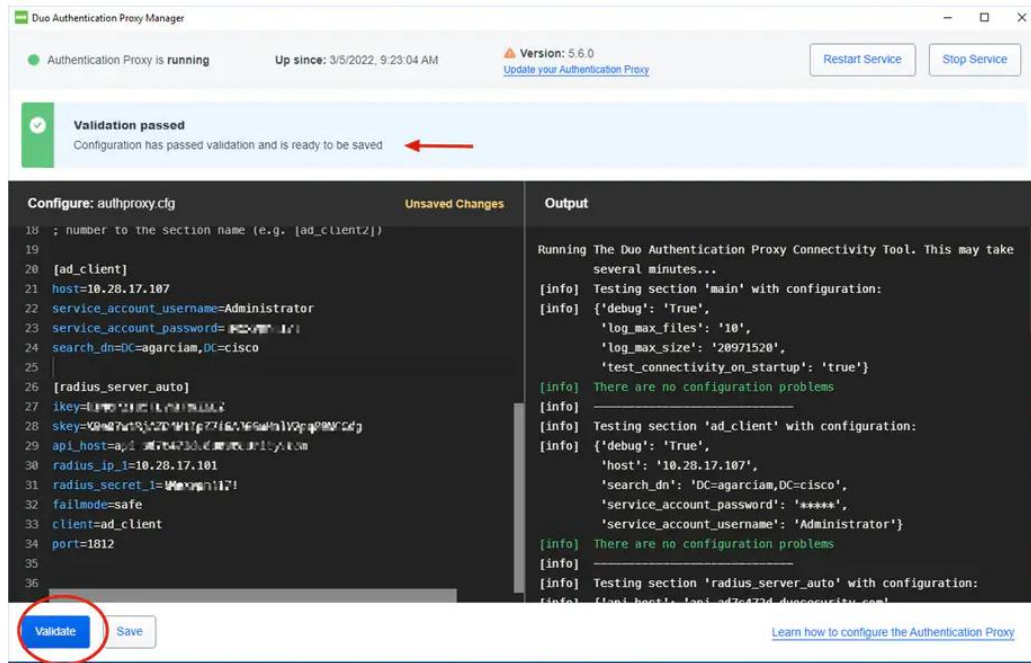 Duo Authentication Proxy Manager
Authentication Proxy is running
Up since: 3/5/2022, 9:23:04 AM
Version: 5.6.0
Update your Authentication Proxy
Restart Service
Stop Service
Validation passed
Configuration has passed validation and is ready to be saved
Configure: authproxy.cfg
Unsaved Changes
18 ; number to the section name (e.g. [ad_client2])
19
20 [ad_client]
21 host=10.28.17.107
22 service_account_username=Administrator
23 service_account_password=
24 search_dn=DC=agarciam,DC=cisco
25
26 [radius_server_auto]
27 ikey=
28 skey=
29 api_host=
30 radius_ip_1=10.28.17.101
31 radius_secret_1=
32 failmode=safe
33 client=ad_client
34 port=1812
35
36
Output
Running The Duo Authentication Proxy Connectivity Tool. This may take
several minutes...
[info] Testing section 'main' with configuration:
[info] {'debug': 'True',
'log_max_files': '10',
'log_max_size': '20971520',
'test_connectivity_on_startup': 'true'}
[info] There are no configuration problems
[info] -----------------------------
[info] Testing section 'ad_client' with configuration:
[info] {'debug': 'True',
'host': '10.28.17.107',
'search_dn': 'DC=agarciam,DC=cisco',
'service_account_password': '*****',
'service_account_username': 'Administrator'}
[info] There are no configuration problems
[info] -----------------------------
[info] Testing section 'radius_server_auto' with configuration:
Validate
Save
Learn how to configure the Authentication Proxy